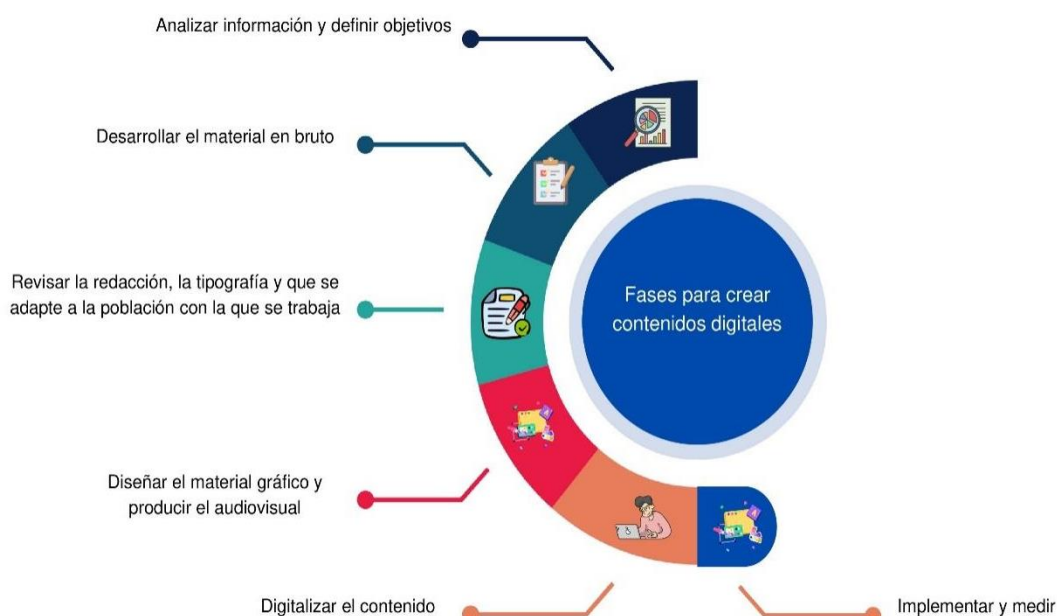 Analizar información y definir objetivos
Desarrollar el material en bruto
Revisar la redacción, la tipografía y que se
adapte a la población con la que se trabaja
Diseñar el material gráfico y
producir el audiovisual
Digitalizar el contenido
Implementar y medir
Fases para crear
contenidos digitales